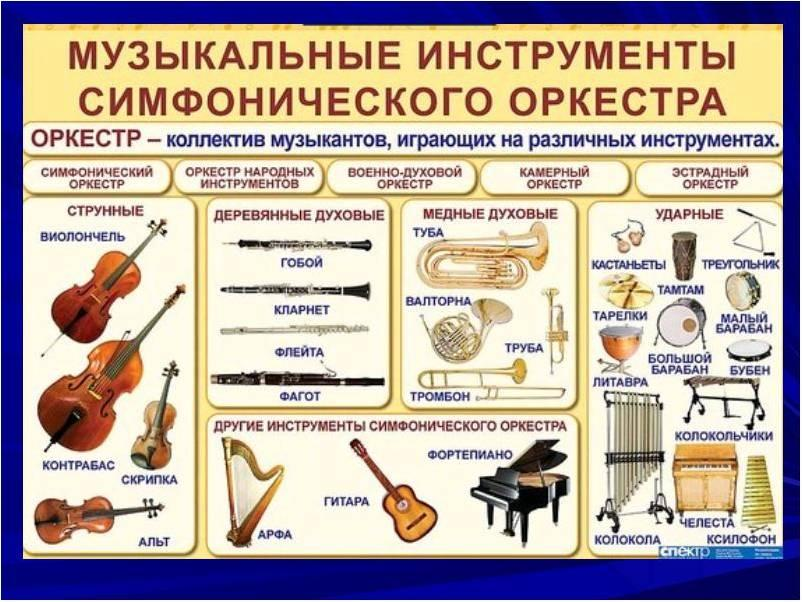 МУЗЫКАЛЬНЫЕ ИНСТРУМЕНТЫ
СИМФОНИЧЕСКОГО ОРКЕСТРА
ОРКЕСТР – коллектив музыкантов, играющих на различных инструментах.
СИМФОНИЧЕСКИЙ
ОРКЕСТР
ОРКЕСТР НАРОДНЫХ
ИНСТРУМЕНТОВ
ВОЕННО-ДУХОВОЙ
ОРКЕСТР
КАМЕРНЫЙ
ОРКЕСТР
ЭСТРАДНЫЙ
ОРКЕСТР
СТРУННЫЕ
ВИОЛОНЧЕЛЬ
КОНТРАБАС
СКРИПКА
АЛЬТ
ДЕРЕВЯННЫЕ ДУХОВЫЕ
ГОБОЙ
КЛАРНЕТ
ФЛЕЙТА
ФАГОТ
МЕДНЫЕ ДУХОВЫЕ
ТУБА
ВАЛТОРНА
ТРУБА
ТРОМБОН
ДРУГИЕ ИНСТРУМЕНТЫ СИМФОНИЧЕСКОГО ОРКЕСТРА
АРФА
ГИТАРА
ФОРТЕПИАНО
УДАРНЫЕ
КАСТАНЬЕТЫ
ТАМТАМ
ТРЕУГОЛЬНИК
ТАРЕЛКИ
БОЛЬШОЙ
БАРАБАН
МАЛЫЙ
БАРАБАН
ЛИТАВРА
БУБЕН
КОЛОКОЛЬЧИКИ
КОЛОКОЛА
ЧЕЛЕСТА
КСИЛОФОН
спектр